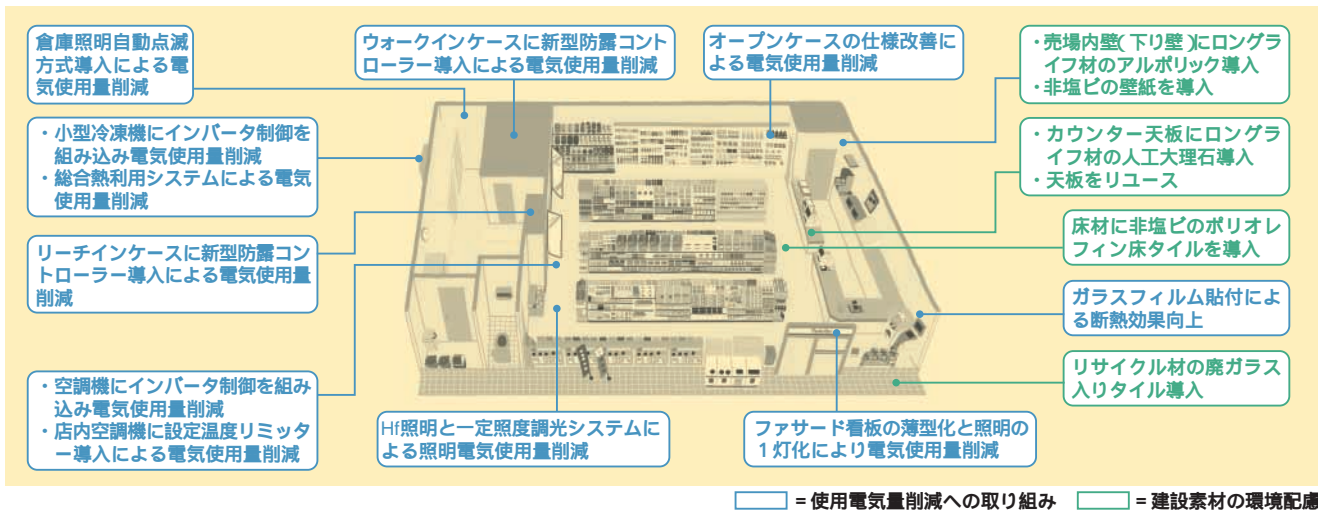 倉庫照明自動点滅
方式導入による電
気使用量削減
ウォークインケースに新型防露コント
ローラー導入による電気使用量削減
オープンケースの仕様改善に
よる電気使用量削減
・売場内壁(下り壁)にロングラ
イフ材のアルポリック導入
・非塩ビの壁紙を導入
・小型冷凍機にインバータ制御を
組み込み電気使用量削減
・総合熱利用システムによる電気
使用量削減
・カウンター天板にロングラ
イフ材の人工大理石導入
・天板をリユース
リーチインケースに新型防露コン
トローラー導入による電気使用量
削減
床材に非塩ビのポリオレ
フィン床タイルを導入
ガラスフィルム貼付によ
る断熱効果向上
・空調機にインバータ制御を組み
込み電気使用量削減
・店内空調機に設定温度リミッタ
ー導入による電気使用量削減
Hf照明と一定照度調光システムに
よる照明電気使用量削減
ファサード看板の薄型化と照明の
1灯化により電気使用量削減
リサイクル材の廃ガラス
入りタイル導入
=使用電気量削減への取り組み
=建設素材の環境配慮